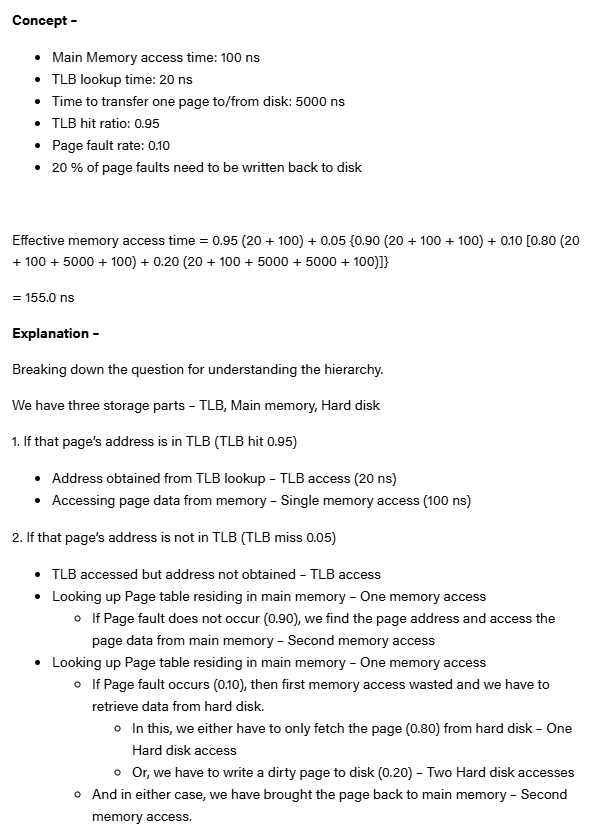 Concept –
• Main Memory access time: 100 ns
• TLB lookup time: 20 ns
• Time to transfer one page to/from disk: 5000 ns
• TLB hit ratio: 0.95
• Page fault rate: 0.10
• 20 % of page faults need to be written back to disk
Effective memory access time = 0.95 (20 + 100) + 0.05 {0.90 (20 + 100 + 100) + 0.10 [0.80 (20
+ 100 + 5000 + 100) + 0.20 (20 + 100 + 5000 + 5000 + 100)]}
= 155.0 ns
Explanation –
Breaking down the question for understanding the hierarchy.
We have three storage parts – TLB, Main memory, Hard disk
1. If that page’s address is in TLB (TLB hit 0.95)
• Address obtained from TLB lookup – TLB access (20 ns)
• Accessing page data from memory – Single memory access (100 ns)
2. If that page’s address is not in TLB (TLB miss 0.05)
• TLB accessed but address not obtained – TLB access
• Looking up Page table residing in main memory – One memory access
○ If Page fault does not occur (0.90), we find the page address and access the
page data from main memory – Second memory access
• Looking up Page table residing in main memory – One memory access
○ If Page fault occurs (0.10), then first memory access wasted and we have to
retrieve data from hard disk.
○ In this, we either have to only fetch the page (0.80) from hard disk – One
Hard disk access
○ Or, we have to write a dirty page to disk (0.20) – Two Hard disk accesses
○ And in either case, we have brought the page back to main memory – Second
memory access.